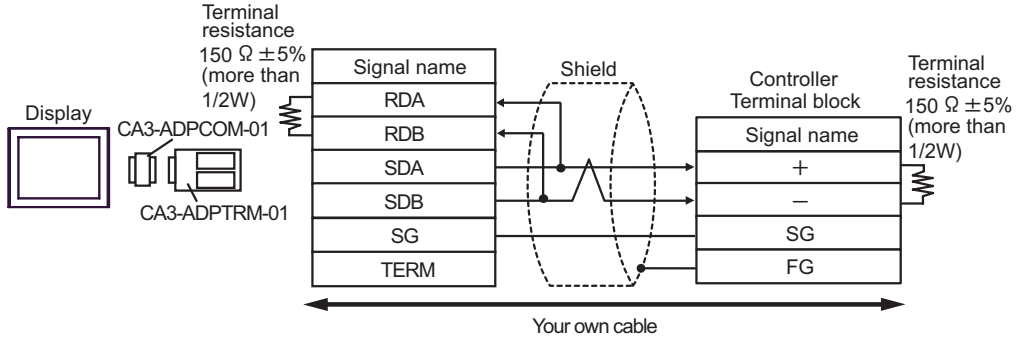 Terminal
resistance
150 Ω ±5%
(more than
1/2W)
Display
CA3-ADPCOM-01
CA3-ADPTRM-01
Signal name
RDA
RDB
SDA
SDB
SG
TERM
Shield
Controller
Terminal block
Signal name
+
−
SG
FG
Terminal
resistance
150 Ω ±5%
(more than
1/2W)
Your own cable